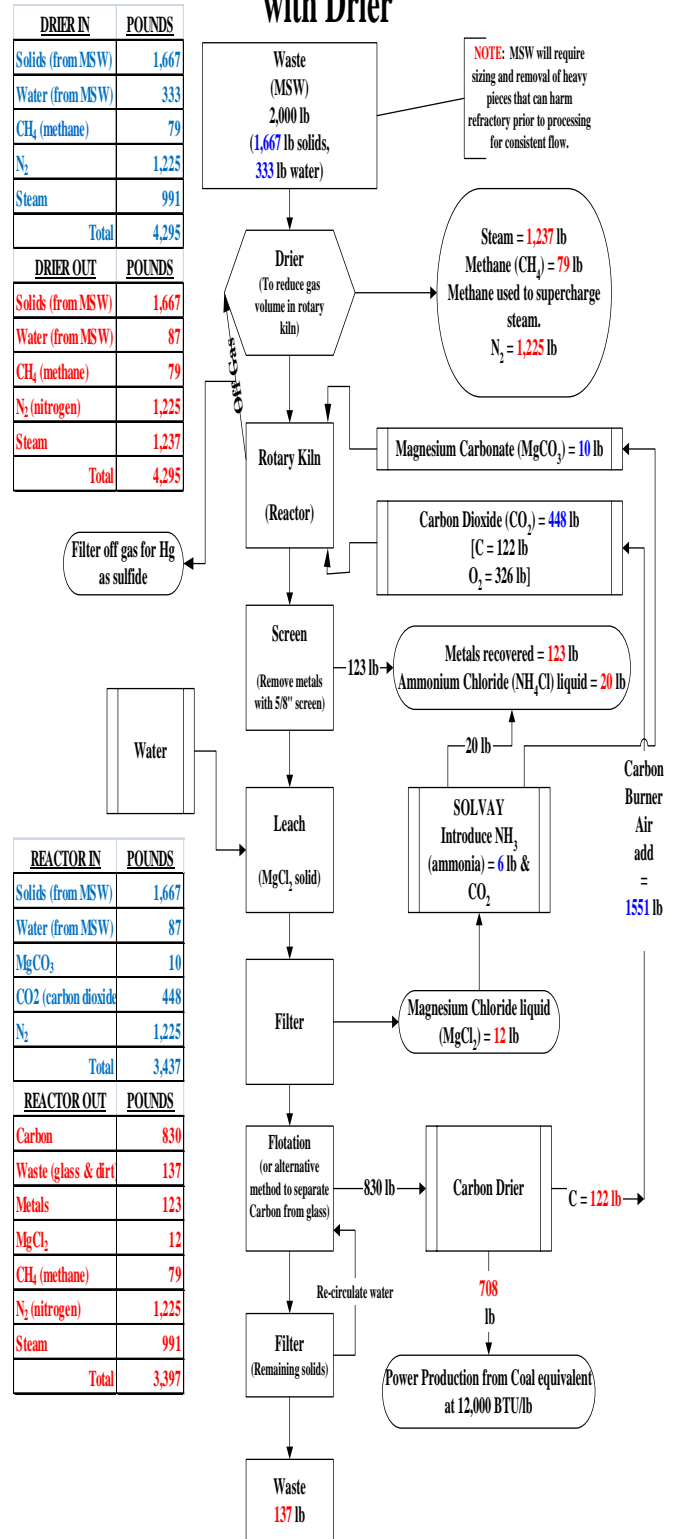 with Drier
DRIER IN POUNDS
Solids (from MSW) 1,667
Water (from MSW) 333
CH4 (methane) 79
N2 1,225
Steam 991
Total 4,295
DRIER OUT POUNDS
Solids (from MSW) 1,667
Water (from MSW) 87
CH4 (methane) 79
N2 (nitrogen) 1,225
Steam 1,237
Total 4,295
Waste
(MSW)
2,000 lb
(1,667 lb solids,
333 lb water)
NOTE: MSW will require
sizing and removal of heavy
pieces that can harm
refractory prior to processing
for consistent flow.
Drier
(To reduce gas
volume in rotary
kiln)
Steam = 1,237 lb
Methane (CH4) = 79 lb
Methane used to supercharge
steam.
N2 = 1,225 lb
Off Gas
Rotary Kiln
(Reactor)
Magnesium Carbonate (MgCO3) = 10 lb
Carbon Dioxide (CO2) = 448 lb
[C = 122 lb
O2 = 326 lb]
Filter off gas for Hg
as sulfide
Screen
(Remove metals
with 5/8" screen)
123 lb
Metals recovered = 123 lb
Ammonium Chloride (NH4Cl) liquid = 20 lb
Water
20 lb
Carbon
Burner
Air
add
=
1551 lb
Leach
(MgCl2 solid)
SOLVAY
Introduce NH3
(ammonia) = 6 lb &
CO2
REACTOR IN POUNDS
Solids (from MSW) 1,667
Water (from MSW) 87
MgCO3 10
CO2 (carbon dioxide 448
N2 1,225
Total 3,437
REACTOR OUT POUNDS
Carbon 830
Waste (glass & dirt 137
Metals 123
MgCl2 12
CH4 (methane) 79
N2 (nitrogen) 1,225
Steam 991
Total 3,397
Filter
Magnesium Chloride liquid
(MgCl2) = 12 lb
Flotation
(or alternative
method to separate
Carbon from glass)
830 lb
Carbon Drier
C = 122 lb
Re-circulate water
708
lb
Filter
(Remaining solids)
Power Production from Coal equivalent
at 12,000 BTU/lb
Waste
137 lb